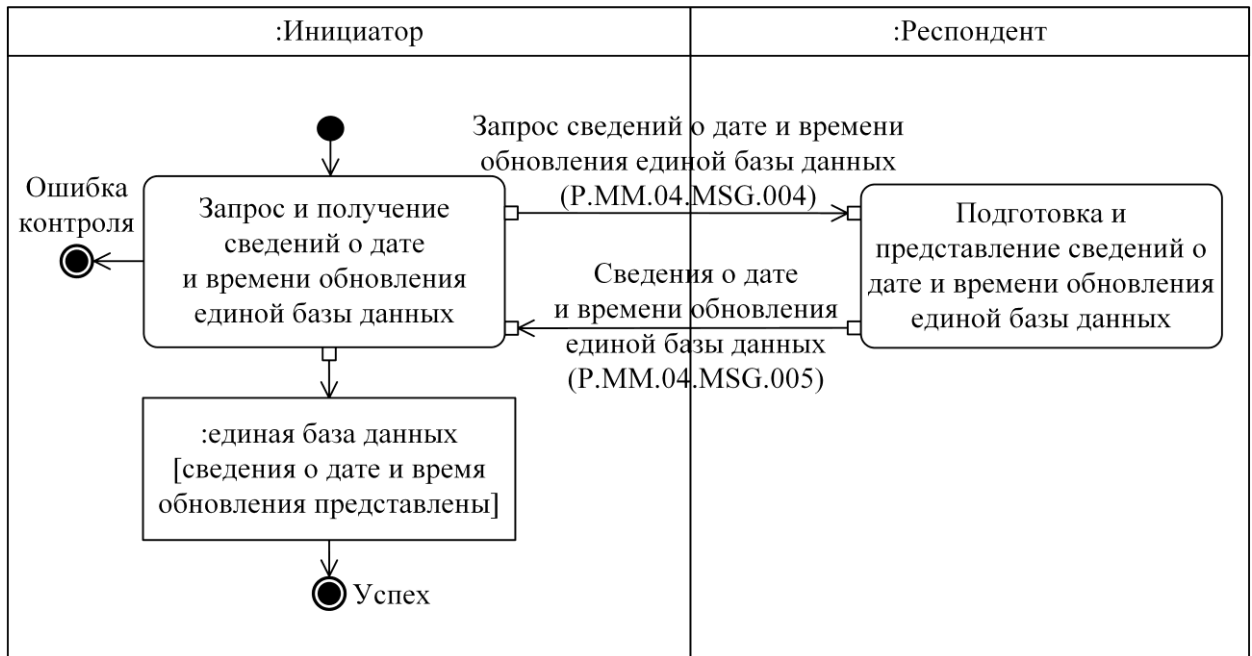 :Инициатор
:Респондент
Запрос сведений о дате и времени
обновления единой базы данных
(P.MM.04.MSG.004)
Ошибка
контроля
Запрос и получение
сведений о дате
и времени обновления
единой базы данных
Подготовка и
представление сведений о
дате и времени обновления
единой базы данных
Сведения о дате
и времени обновления
единой базы данных
(P.MM.04.MSG.005)
:единая база данных
[сведения о дате и время
обновления представлены]
Успех